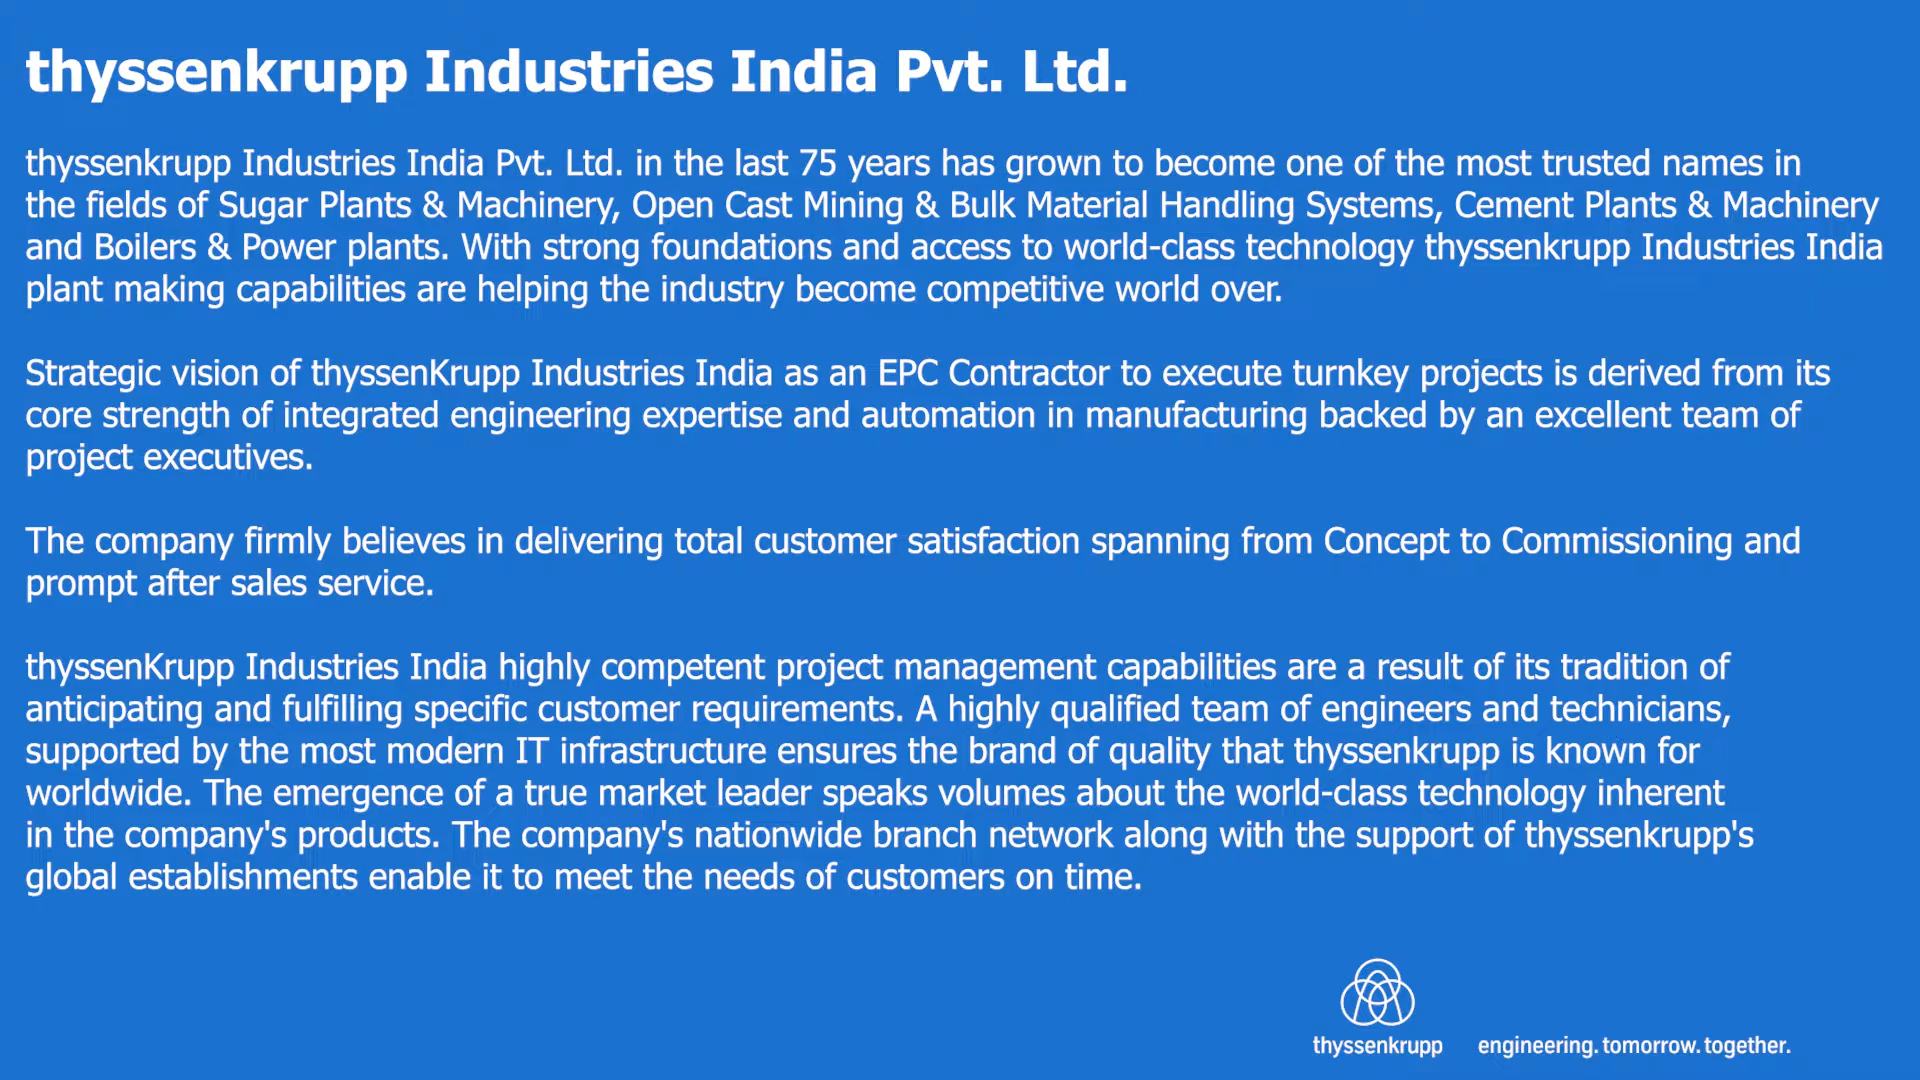 thyssenkrupp Industries India Pvt. Ltd.
thyssenkrupp Industries India Pvt. Ltd. in the last 75 years has grown to become one of the most trusted names in
the fields of Sugar Plants & Machinery, Open Cast Mining & Bulk Material Handling Systems, Cement Plants & Machinery
and Boilers & Power plants. With strong foundations and access to world-class technology thyssenkrupp Industries India
plant making capabilities are helping the industry become competitive world over.
Strategic vision of thyssenKrupp Industries India as an EPC Contractor to execute turnkey projects is derived from its
core strength of integrated engineering expertise and automation in manufacturing backed by an excellent team of
project executives.
The company firmly believes in delivering total customer satisfaction spanning from Concept to Commissioning and
prompt after sales service.
thyssenKrupp Industries India highly competent project management capabilities are a result of its tradition of
anticipating and fulfilling specific customer requirements. A highly qualified team of engineers and technicians,
supported by the most modern IT infrastructure ensures the brand of quality that thyssenkrupp is known for
worldwide. The emergence of a true market leader speaks volumes about the world-class technology inherent
in the company's products. The company's nationwide branch network along with the support of thyssenkrupp's
global establishments enable it to meet the needs of customers on time.
thyssenkrupp
engineering. tomorrow. together.